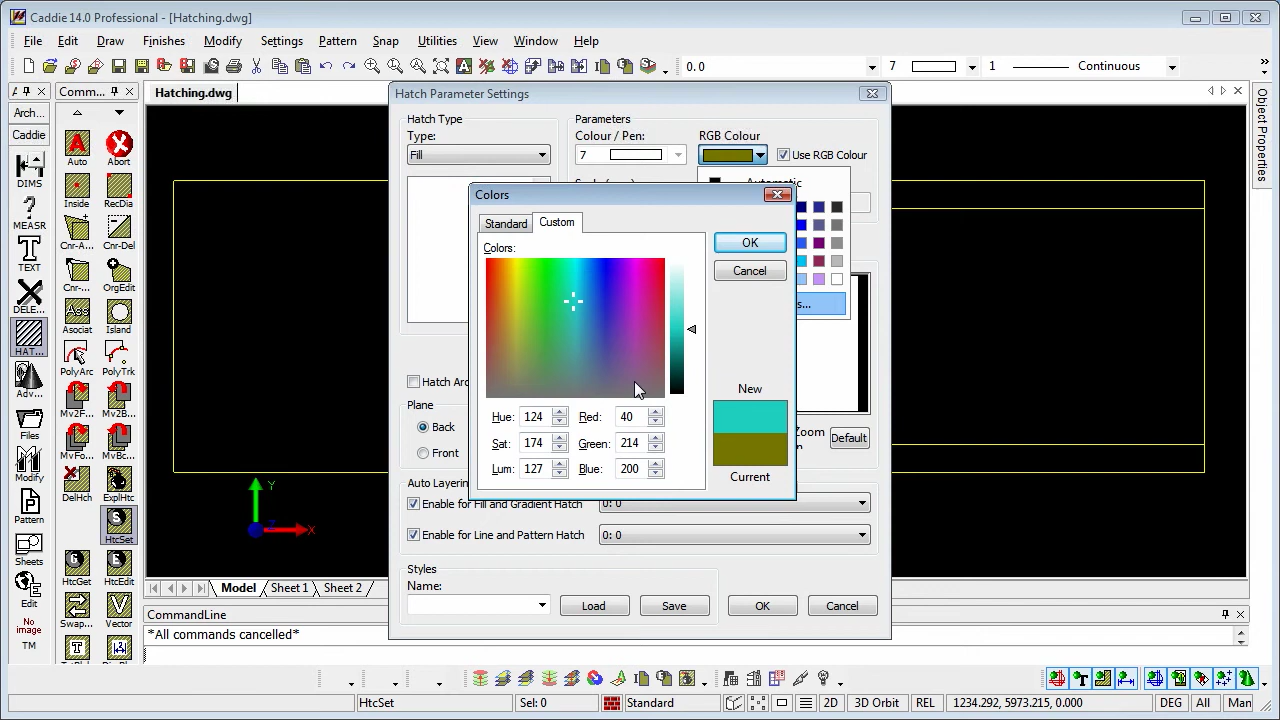 Caddie 14.0 Professional - [Hatching.dwg]
File Edit Draw Finishes Modify Settings Pattern Snap Utilities View Window Help
0.0 7 1 Continuous
A Comm... Hatching.dwg
Hatch Parameter Settings
Arch...
Caddie
DIMS
MEASR
TEXT
DELE...
HAT...
Adv...
Files
Modify
Pattern
Sheets
Edit
No image
TM
Auto Abort
Inside RecDia
Cnr-A... Cnr-Del
Cnr-... OrgEdit
Asociat Island
PolyArc PolyTrk
Mv2F... Mv2B...
MvFo... MvBa...
DelHch ExplHtc
HtcSet
HtcGet HtcEdit
Swap... Vector
Hatch Type
Type:
Fill
Parameters
Colour / Pen: RGB Colour
7 Use RGB Colour
Automatic
Colors
Standard Custom
Colors:
OK
Cancel
New
Current
Hue: 124 Red: 40
Sat: 174 Green: 214
Lum: 127 Blue: 200
s...
Hatch Arc
Plane
Back
Front
Zoom
Default
Auto Layering
Enable for Fill and Gradient Hatch 0: 0
Enable for Line and Pattern Hatch 0: 0
Styles
Name:
Load Save OK Cancel
Y
Z X
Model Sheet 1 Sheet 2
CommandLine
*All commands cancelled*
Object Properties
HtcSet Sel: 0 Standard 2D 3D Orbit REL 1234.292, 5973.215, 0.000 DEG All Man